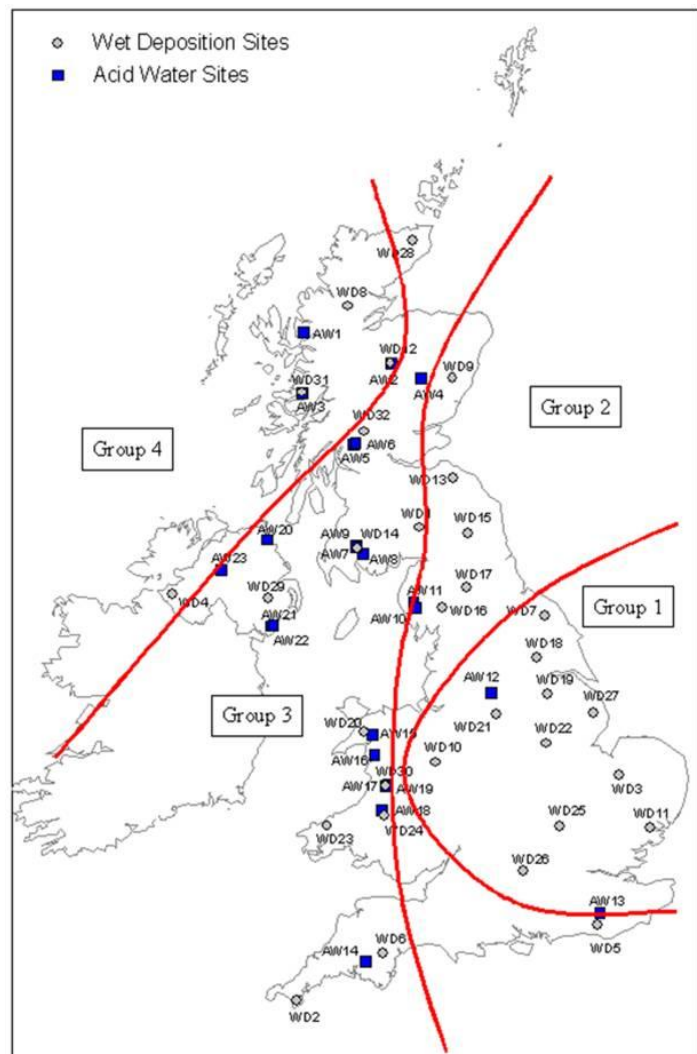 Wet Deposition Sites
Acid Water Sites
WD28
WD8
AW1
WD12
AW2
WD9
AW4
WD31
AW3
Group 2
WD32
AW6
AW5
Group 4
WD13
WD1
WD15
AW20
AW9
WD14
AW7
AW8
AW23
WD17
WD29
WD4
AW11
AW10
WD16
WD7
Group 1
AW21
AW22
WD18
AW12
WD19
WD27
Group 3
WD21
WD20
AW15
WD22
AW16
WD10
WD30
AW17
AW19
WD3
AW18
WD24
WD23
WD25
WD11
WD26
AW13
WD5
WD6
AW14
WD2